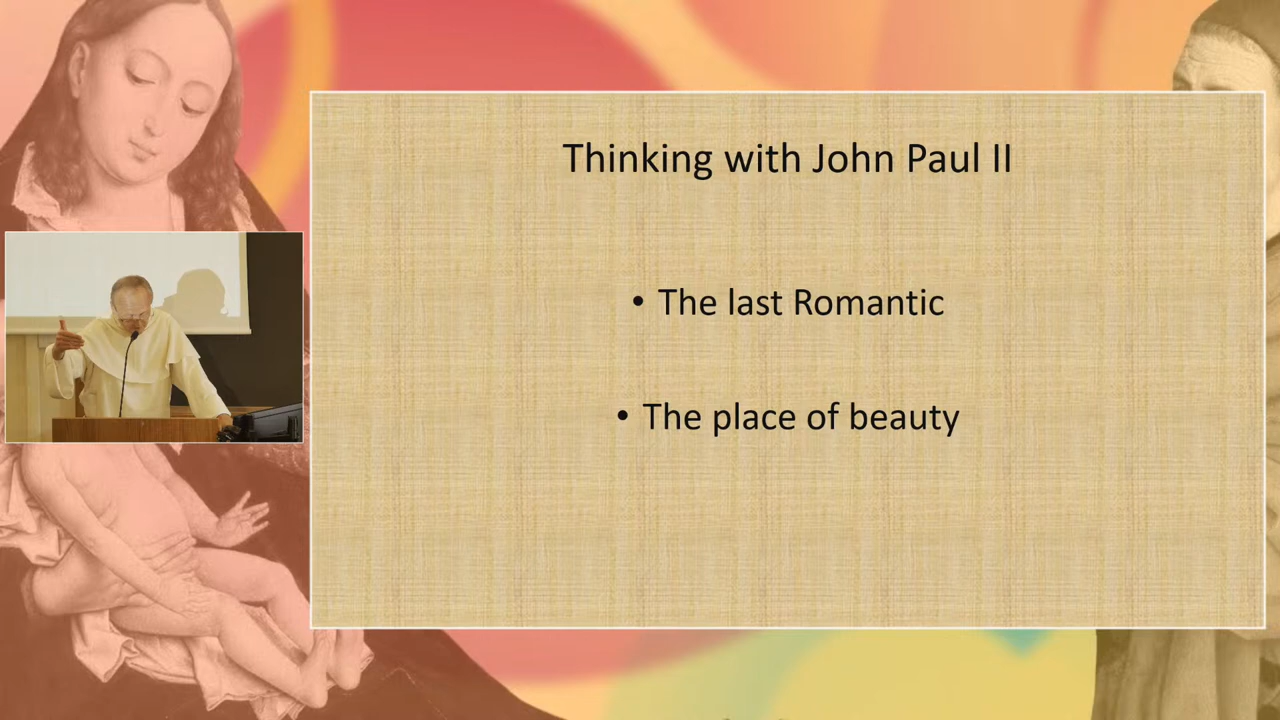 Thinking with John Paul II
• The last Romantic
• The place of beauty